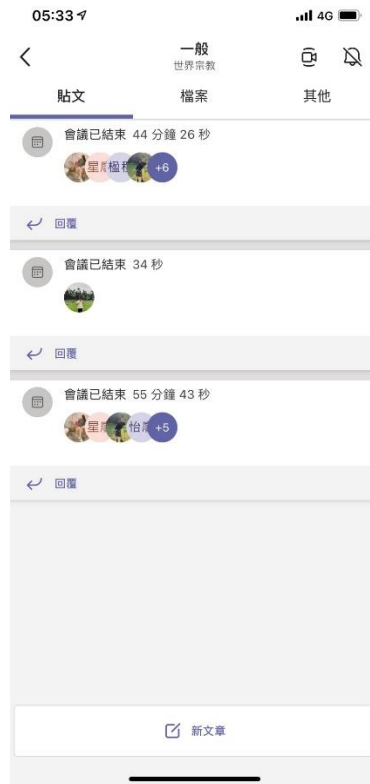 05:33
4G
一般
世界宗教
貼文 檔案 其他
會議已結束 44 分鐘 26 秒
+6
回覆
會議已結束 34 秒
回覆
會議已結束 55 分鐘 43 秒
+5
回覆
新文章